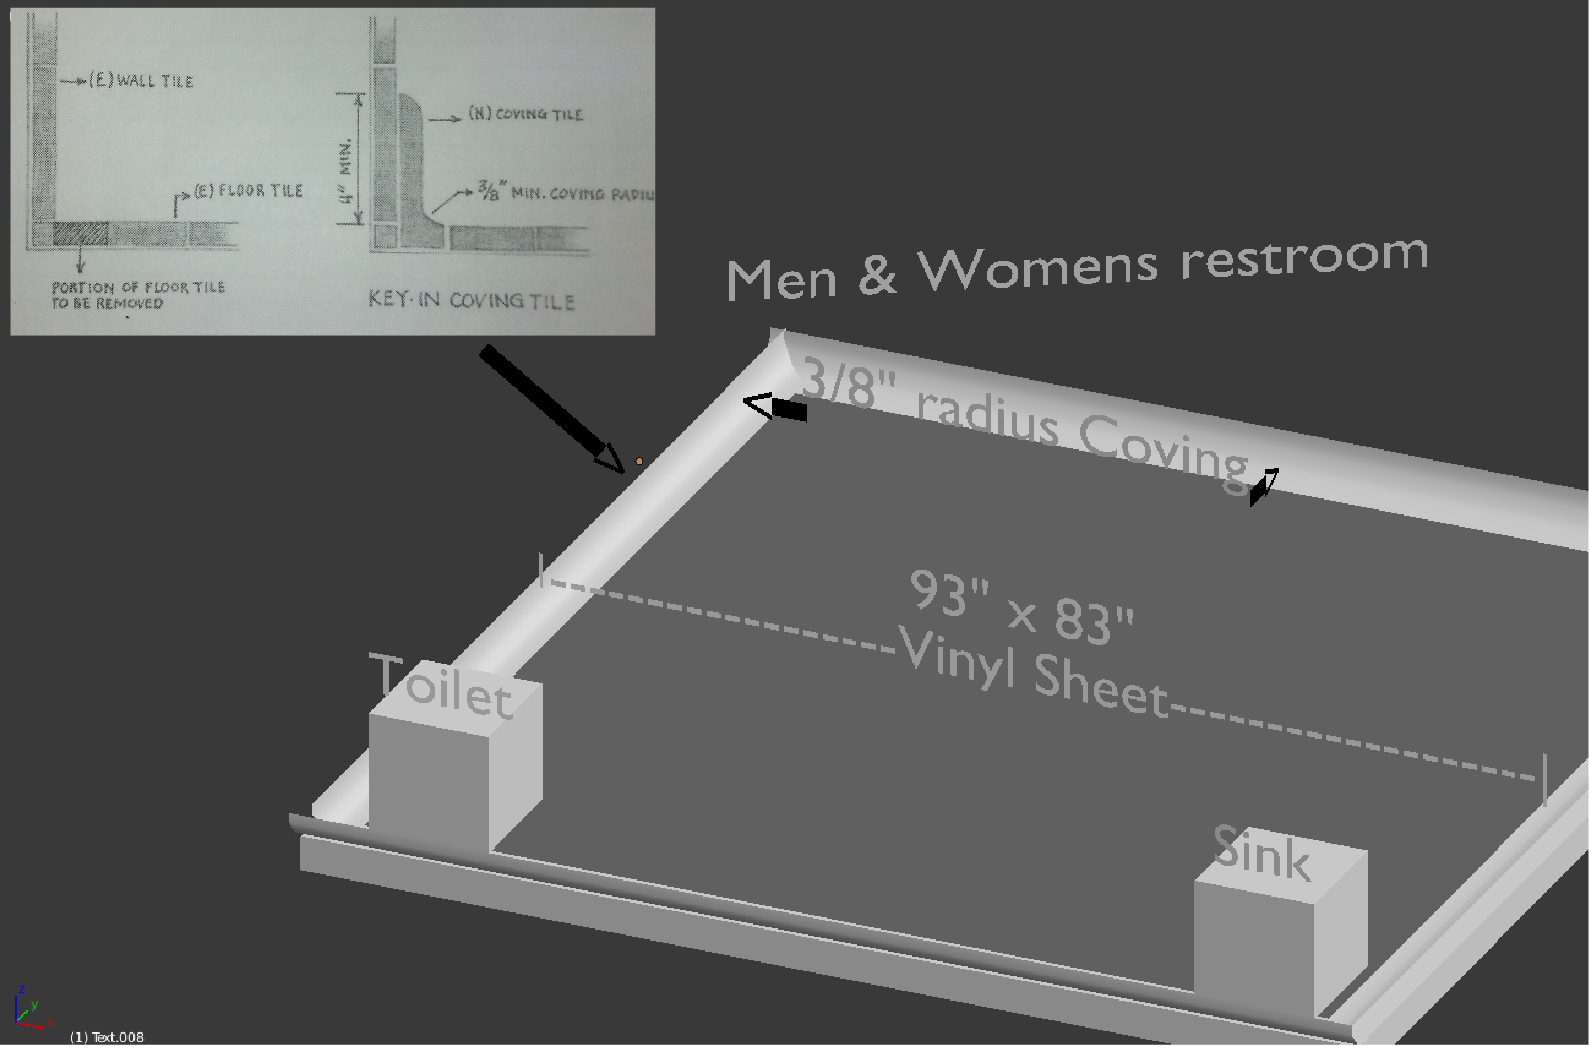 (E) WALL TILE
(E) FLOOR TILE
PORTION OF FLOOR TILE
TO BE REMOVED
4" MIN.
(N) COVING TILE
3/8" MIN. COVING RADIU
KEY-IN COVING TILE
Men & Womens restroom
3/8" radius Coving
93" x 83"
Vinyl Sheet
Toilet
Sink
z
y
x
(1) Text.008